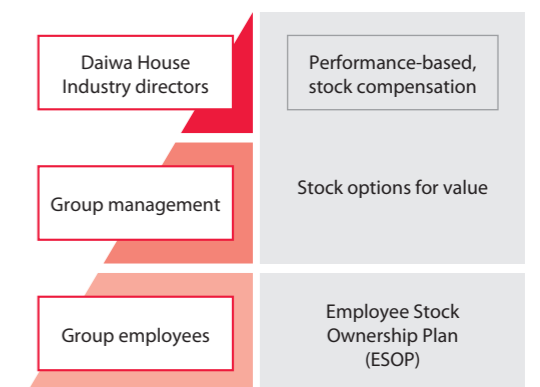 Daiwa House
Industry directors
Performance-based,
stock compensation
Group management
Stock options for value
Group employees
Employee Stock
Ownership Plan
(ESOP)